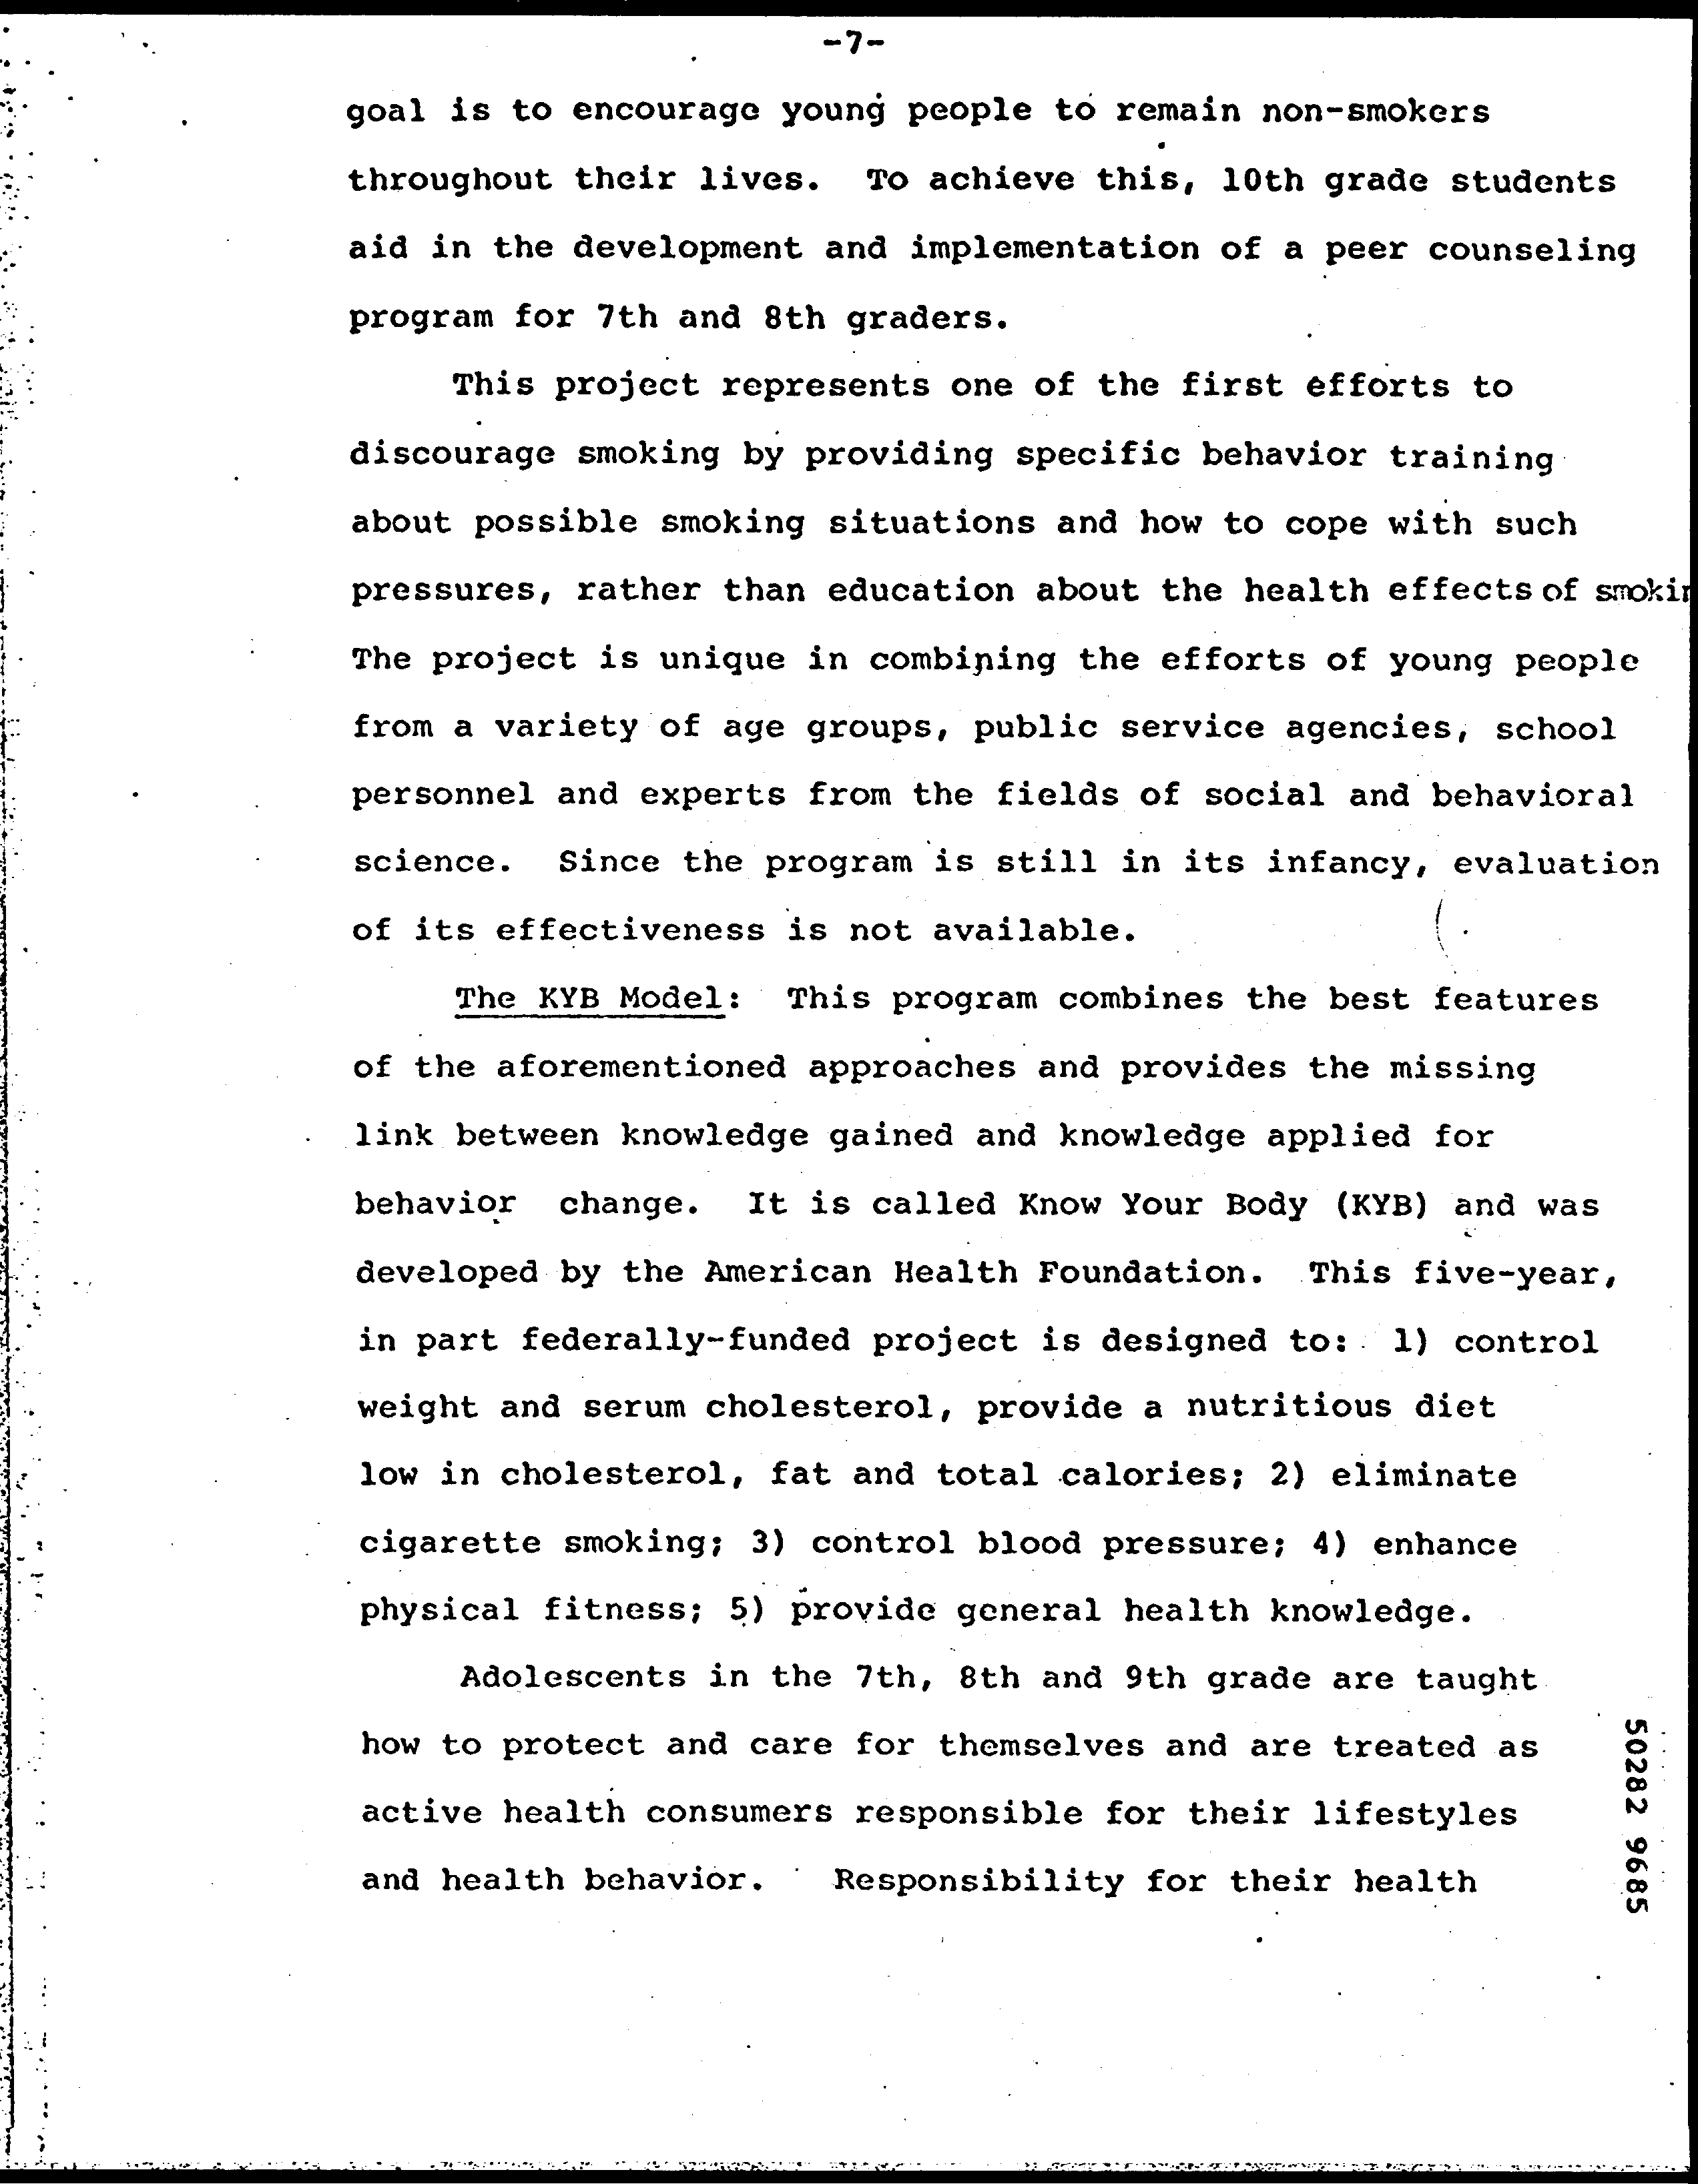 -7-
goal is to encourage young people to remain non-smokers
throughout their lives. To achieve this, 10th grade students
aid in the development and implementation of a peer counseling
program for 7th and 8th graders.
This project represents one of the first efforts to
discourage smoking by providing specific behavior training
about possible smoking situations and how to cope with such
pressures, rather than education about the health effects of smokin
The project is unique in combining the efforts of young people
from a variety of age groups, public service agencies, school
personnel and experts from the fields of social and behavioral
science. Since the program is still in its infancy, evaluation
of its effectiveness is not available.
The KYB Model: This program combines the best features
of the aforementioned approaches and provides the missing
link between knowledge gained and knowledge applied for
behavior change. It is called Know Your Body (KYB) and was
developed by the American Health Foundation. This five-year,
in part federally-funded project is designed to: 1) control
weight and serum cholesterol, provide a nutritious diet
low in cholesterol, fat and total calories; 2) eliminate
cigarette smoking; 3) control blood pressure; 4) enhance
physical fitness; 5) provide general health knowledge.
Adolescents in the 7th, 8th and 9th grade are taught
how to protect and care for themselves and are treated as
active health consumers responsible for their lifestyles
and health behavior. Responsibility for their health
50282 9685